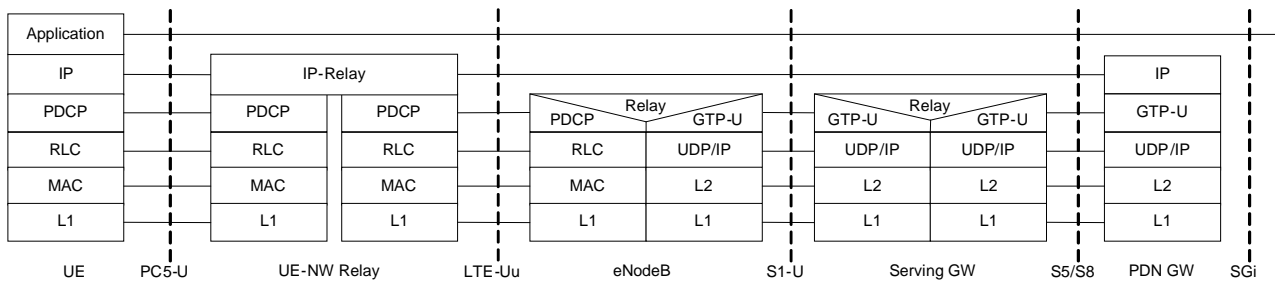 Application
IP
IP-Relay
IP
PDCP
PDCP
PDCP
Relay
PDCP
GTP-U
Relay
GTP-U
GTP-U
GTP-U
RLC
RLC
RLC
RLC
UDP/IP
UDP/IP
UDP/IP
UDP/IP
MAC
MAC
MAC
MAC
L2
L2
L2
L2
L1
L1
L1
L1
L1
L1
L1
L1
UE
PC5-U
UE-NW Relay
LTE-Uu
eNodeB
S1-U
Serving GW
S5/S8
PDN GW
SGi